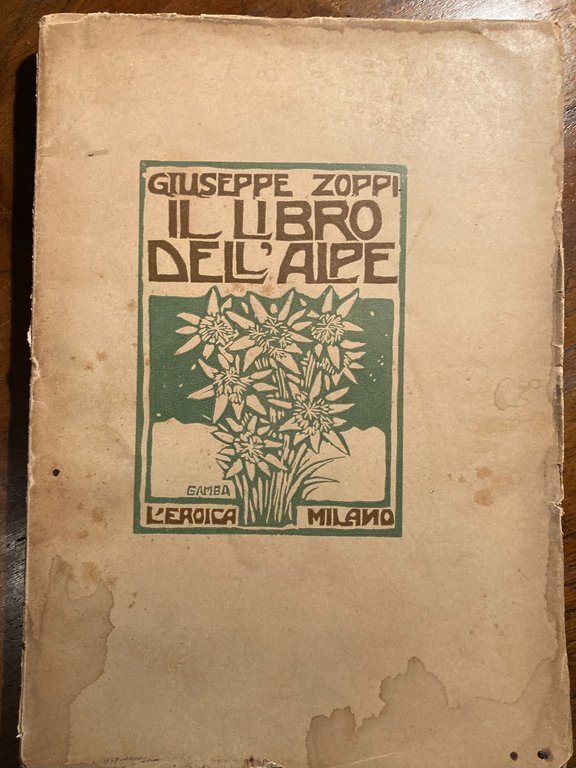 GIUSEPPE ZOPPI
IL LIBRO
DELL'ALPE
GAMBA
L'EROICA MILANO